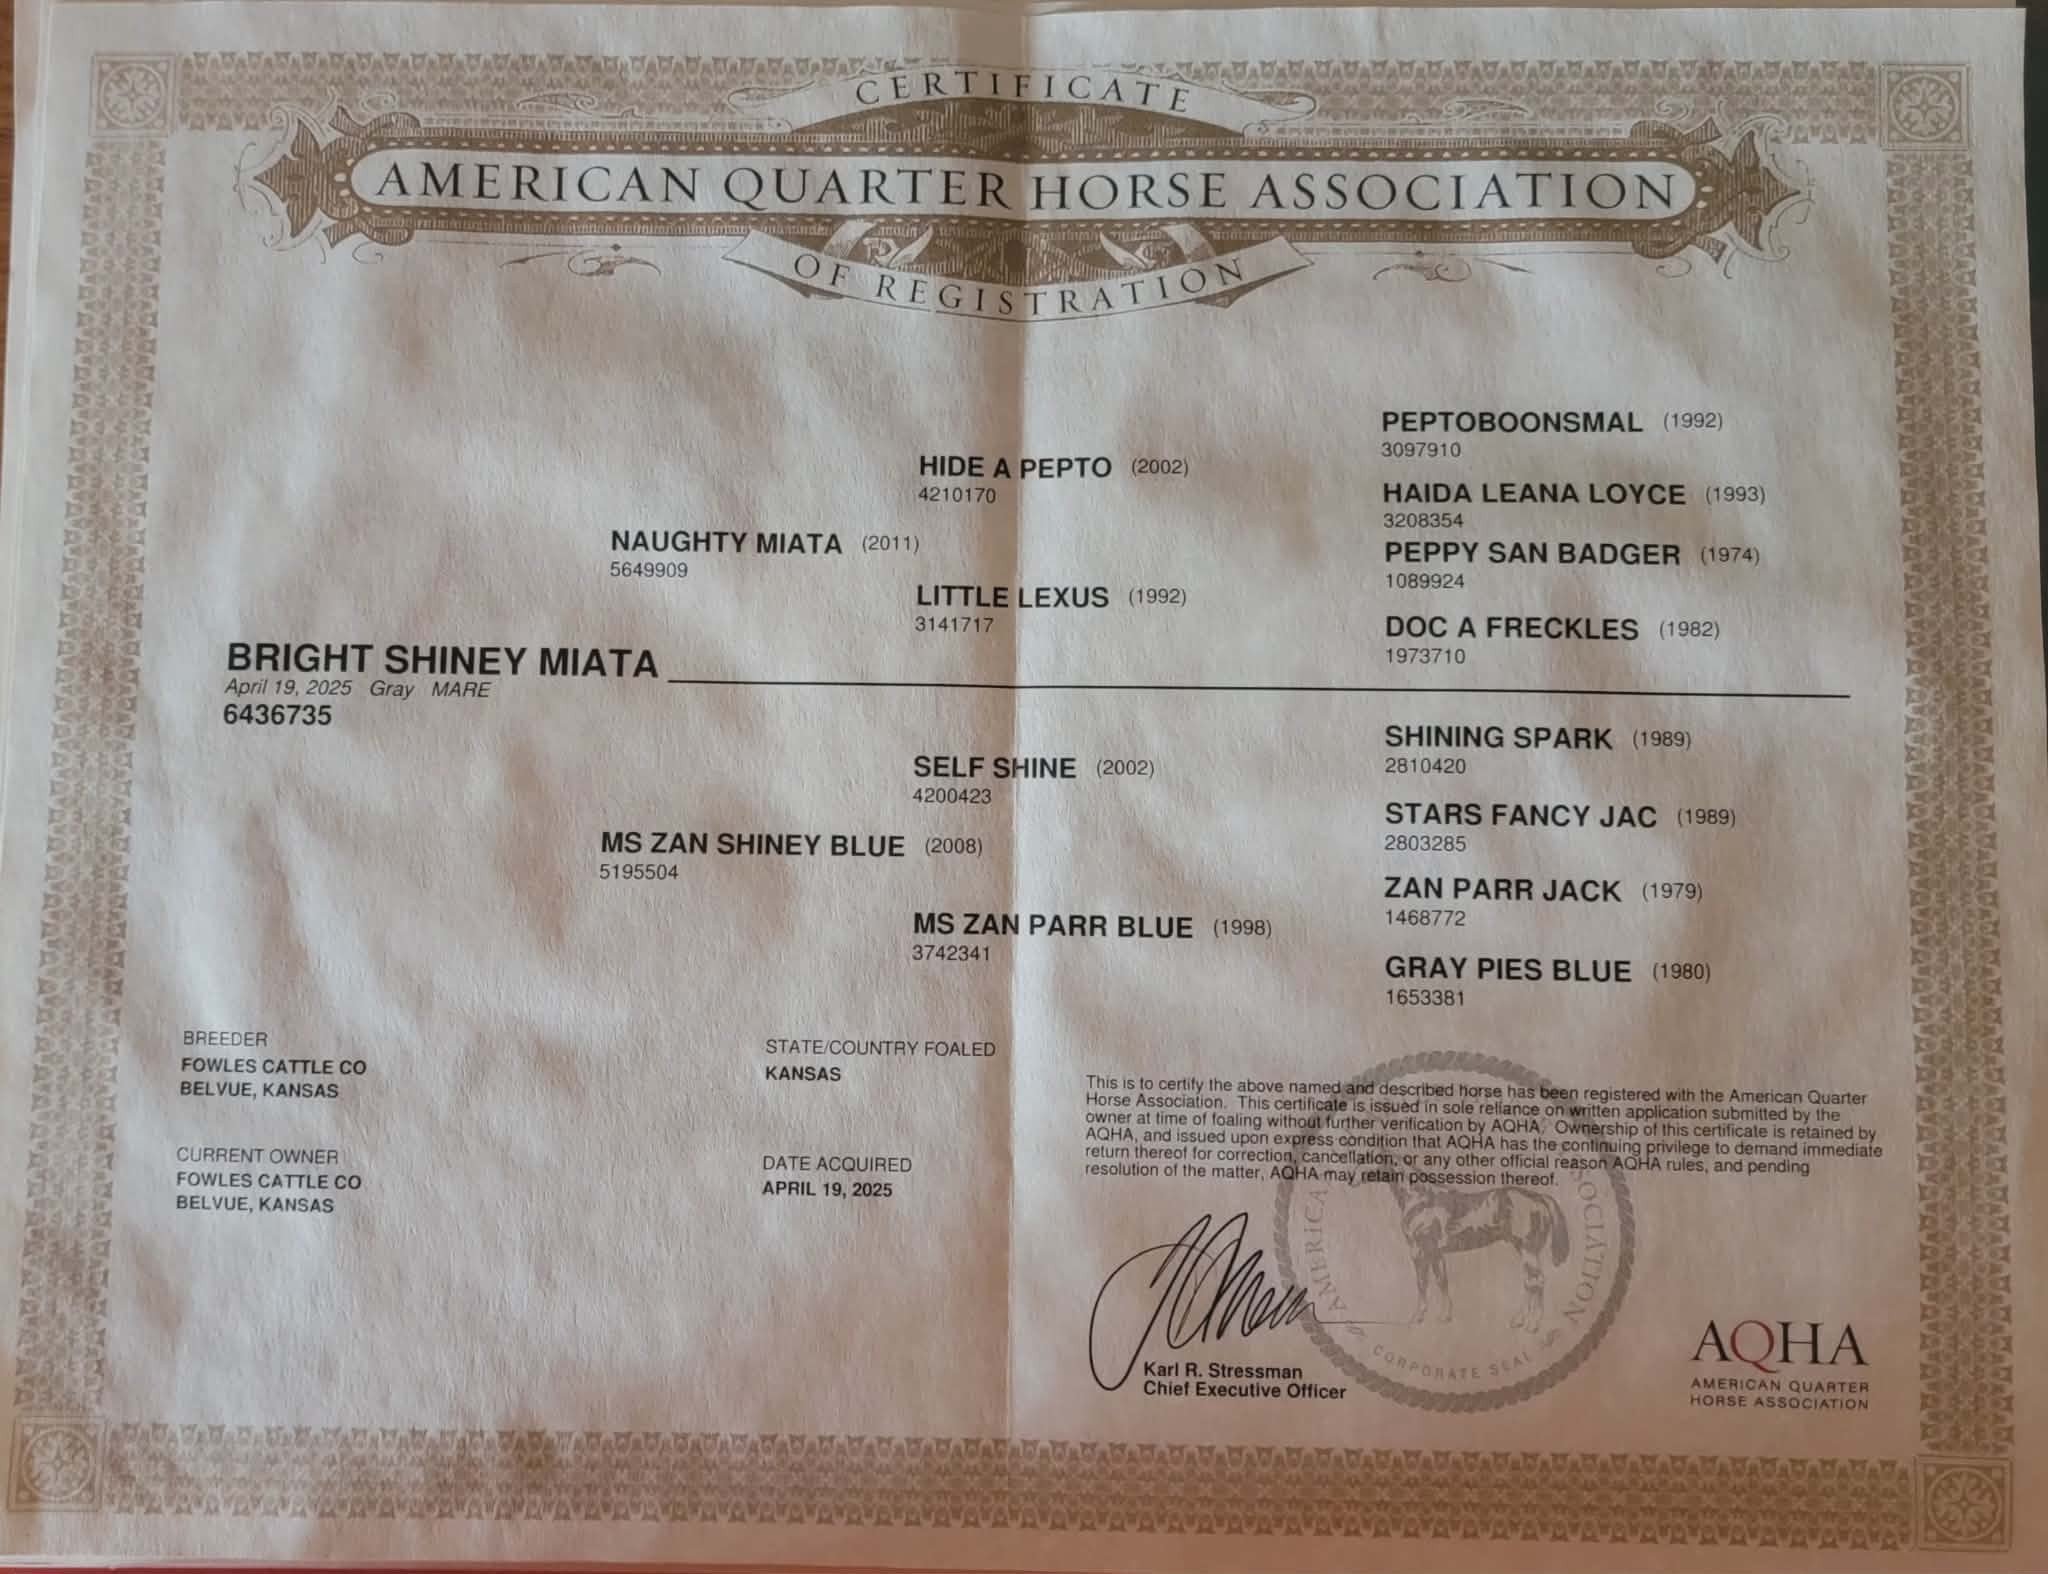 CERTIFICATE
AMERICAN QUARTER HORSE ASSOCIATION
OF REGISTRATION
PEPTOBOONSMAL (1992)
3097910
HIDE A PEPTO (2002)
4210170
HAIDA LEANA LOYCE (1993)
3208354
NAUGHTY MIATA (2011)
5649909
PEPPY SAN BADGER (1974)
1089924
LITTLE LEXUS (1992)
3141717
DOC A FRECKLES (1982)
1973710
BRIGHT SHINEY MIATA
April 19, 2025 Gray MARE
6436735
SHINING SPARK (1989)
2810420
SELF SHINE (2002)
4200423
STARS FANCY JAC (1989)
2803285
MS ZAN SHINEY BLUE (2008)
5195504
ZAN PARR JACK (1979)
1468772
MS ZAN PARR BLUE (1998)
3742341
GRAY PIES BLUE (1980)
1653381
BREEDER
FOWLES CATTLE CO
BELVUE, KANSAS
STATE/COUNTRY FOALED
KANSAS
CURRENT OWNER
FOWLES CATTLE CO
BELVUE, KANSAS
DATE ACQUIRED
APRIL 19, 2025
This is to certify the above named and described horse has been registered with the American Quarter
Horse Association. This certificate is issued in sole reliance on written application submitted by the
owner at time of foaling without further verification by AQHA. Ownership of this certificate is retained by
AQHA, and issued upon express condition that AQHA has the continuing privilege to demand immediate
return thereof for correction, cancellation, or any other official reason AQHA rules, and pending
resolution of the matter, AQHA may retain possession thereof.
CORPORATE SEAL
Karl R. Stressman
Chief Executive Officer
AQHA
AMERICAN QUARTER
HORSE ASSOCIATION